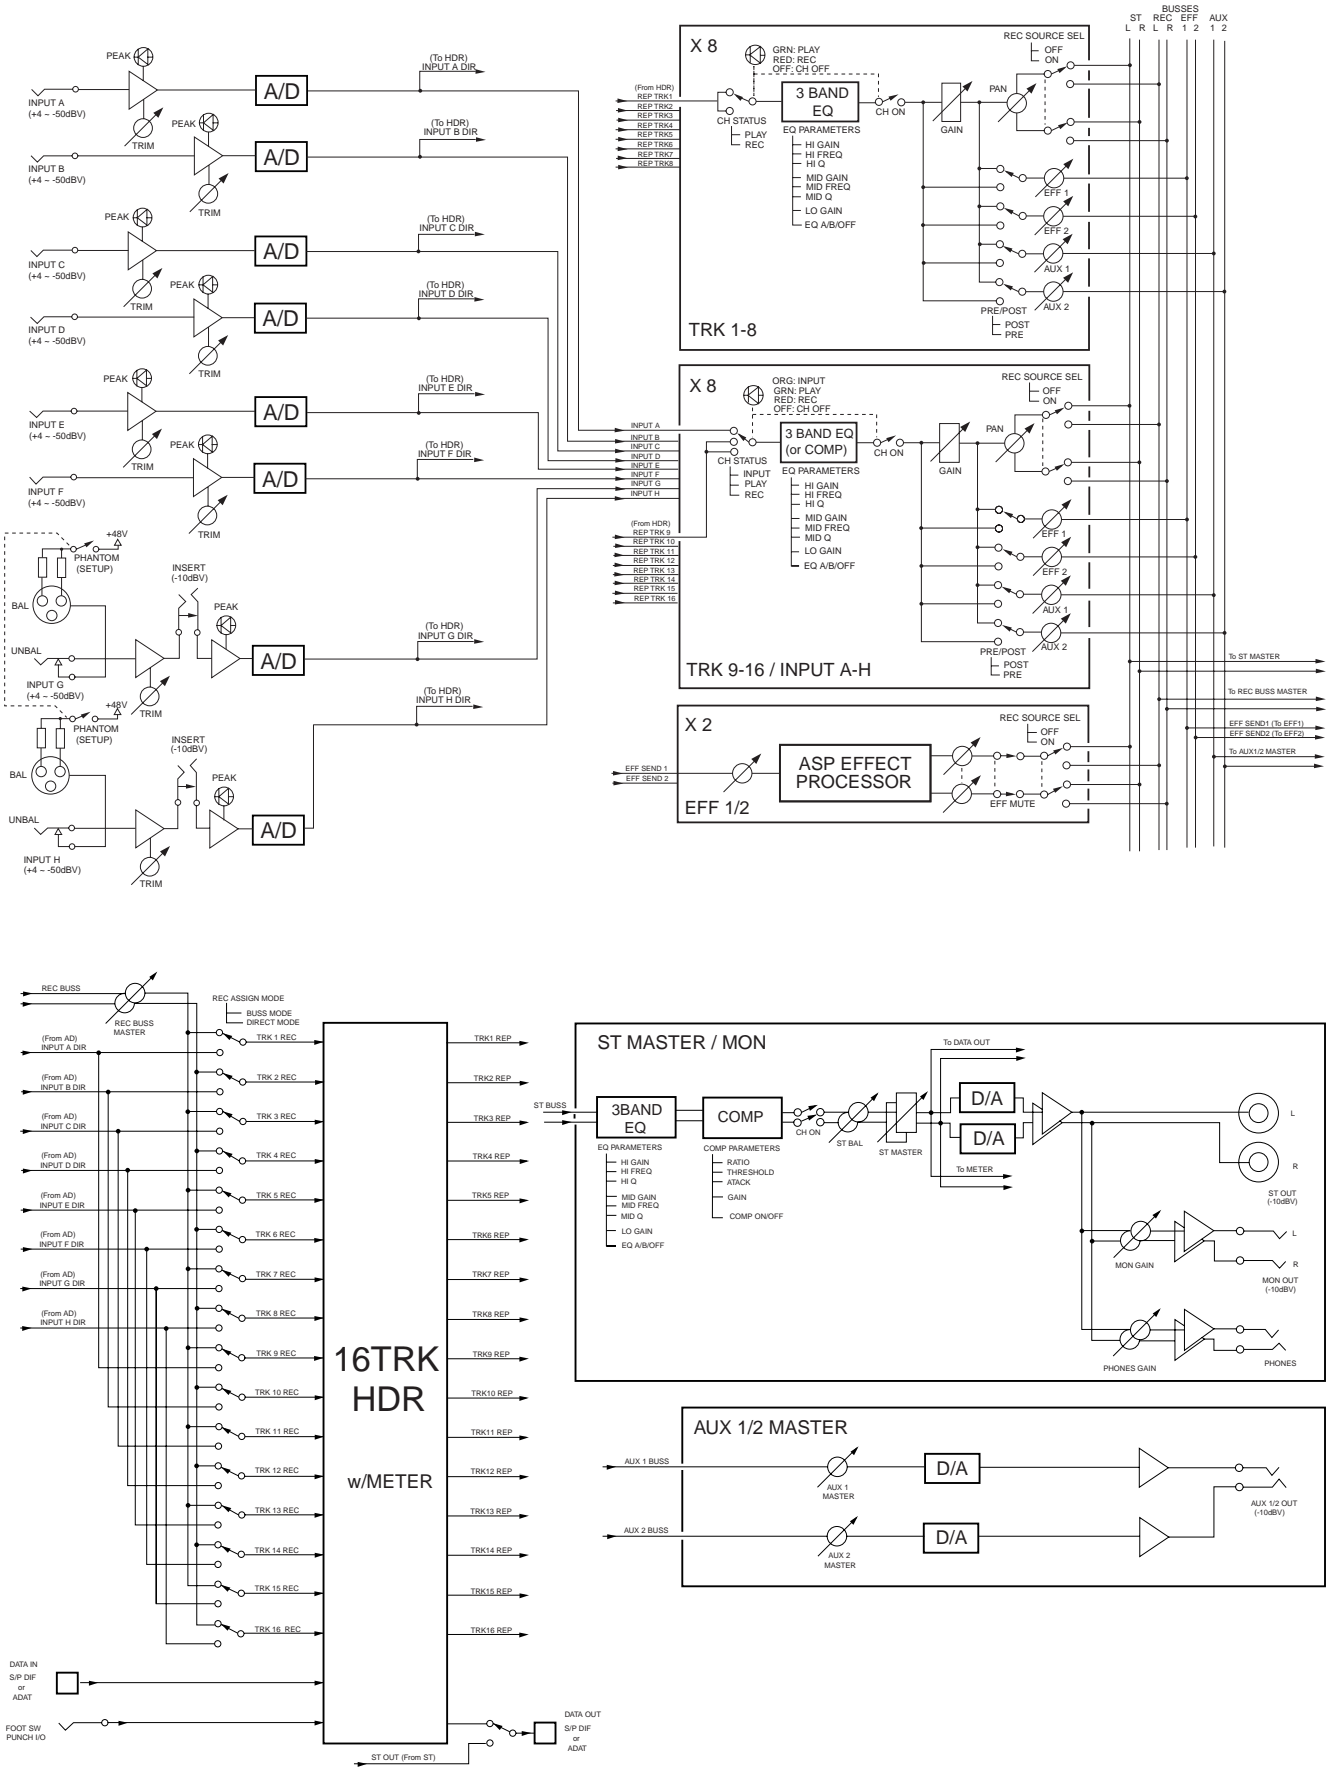 PEAK
INPUT A
(+4 ~ -50dBV)
TRIM
A/D
(To HDR)
INPUT A DIR
PEAK
INPUT B
(+4 ~ -50dBV)
TRIM
A/D
(To HDR)
INPUT B DIR
PEAK
INPUT C
(+4 ~ -50dBV)
TRIM
A/D
(To HDR)
INPUT C DIR
PEAK
INPUT D
(+4 ~ -50dBV)
TRIM
A/D
(To HDR)
INPUT D DIR
PEAK
INPUT E
(+4 ~ -50dBV)
TRIM
A/D
(To HDR)
INPUT E DIR
PEAK
INPUT F
(+4 ~ -50dBV)
TRIM
A/D
(To HDR)
INPUT F DIR
+48V
PHANTOM
(SETUP)
INSERT
(-10dBV)
BAL
PEAK
UNBAL
INPUT G
(+4 ~ -50dBV)
TRIM
A/D
(To HDR)
INPUT G DIR
+48V
PHANTOM
(SETUP)
INSERT
(-10dBV)
BAL
PEAK
UNBAL
INPUT H
(+4 ~ -50dBV)
TRIM
A/D
(To HDR)
INPUT H DIR
BUSSES
ST REC EFF AUX
L R L R 1 2 1 2
X 8
GRN: PLAY
RED: REC
OFF: CH OFF
REC SOURCE SEL
OFF
ON
(From HDR)
REP TRK1
REP TRK2
REP TRK3
REP TRK4
REP TRK5
REP TRK6
REP TRK7
REP TRK8
CH STATUS
PLAY
REC
3 BAND
EQ
CH ON
EQ PARAMETERS
HI GAIN
HI FREQ
HI Q
MID GAIN
MID FREQ
MID Q
LO GAIN
EQ A/B/OFF
GAIN
PAN
EFF 1
EFF 2
AUX 1
AUX 2
PRE/POST
POST
PRE
TRK 1-8
X 8
ORG: INPUT
GRN: PLAY
RED: REC
OFF: CH OFF
REC SOURCE SEL
OFF
ON
INPUT A
INPUT B
INPUT C
INPUT D
INPUT E
INPUT F
INPUT G
INPUT H
CH STATUS
INPUT
PLAY
REC
(From HDR)
REP TRK 9
REP TRK 10
REP TRK 11
REP TRK 12
REP TRK 13
REP TRK 14
REP TRK 15
REP TRK 16
3 BAND EQ
(or COMP)
CH ON
EQ PARAMETERS
HI GAIN
HI FREQ
HI Q
MID GAIN
MID FREQ
MID Q
LO GAIN
EQ A/B/OFF
GAIN
PAN
EFF 1
EFF 2
AUX 1
AUX 2
PRE/POST
POST
PRE
TRK 9-16 / INPUT A-H
X 2
REC SOURCE SEL
OFF
ON
EFF SEND 1
EFF SEND 2
ASP EFFECT
PROCESSOR
EFF MUTE
EFF 1/2
To ST MASTER
To REC BUSS MASTER
EFF SEND1 (To EFF1)
EFF SEND2 (To EFF2)
To AUX1/2 MASTER
REC BUSS
REC BUSS
MASTER
REC ASSIGN MODE
BUSS MODE
DIRECT MODE
(From AD)
INPUT A DIR
(From AD)
INPUT B DIR
(From AD)
INPUT C DIR
(From AD)
INPUT D DIR
(From AD)
INPUT E DIR
(From AD)
INPUT F DIR
(From AD)
INPUT G DIR
(From AD)
INPUT H DIR
TRK 1 REC
TRK 2 REC
TRK 3 REC
TRK 4 REC
TRK 5 REC
TRK 6 REC
TRK 7 REC
TRK 8 REC
TRK 9 REC
TRK 10 REC
TRK 11 REC
TRK 12 REC
TRK 13 REC
TRK 14 REC
TRK 15 REC
TRK 16 REC
16TRK
HDR
w/METER
TRK1 REP
TRK2 REP
TRK3 REP
TRK4 REP
TRK5 REP
TRK6 REP
TRK7 REP
TRK8 REP
TRK9 REP
TRK10 REP
TRK11 REP
TRK12 REP
TRK13 REP
TRK14 REP
TRK15 REP
TRK16 REP
DATA IN
S/P DIF
or
ADAT
FOOT SW
PUNCH I/O
DATA OUT
S/P DIF
or
ADAT
ST OUT (From ST)
ST MASTER / MON
ST BUSS
3BAND
EQ
EQ PARAMETERS
HI GAIN
HI FREQ
HI Q
MID GAIN
MID FREQ
MID Q
LO GAIN
EQ A/B/OFF
COMP
COMP PARAMETERS
RATIO
THRESHOLD
ATACK
GAIN
COMP ON/OFF
CH ON
ST BAL
ST MASTER
To DATA OUT
D/A
D/A
To METER
L
R
ST OUT
(-10dBV)
MON GAIN
L
R
MON OUT
(-10dBV)
PHONES GAIN
PHONES
AUX 1/2 MASTER
AUX 1 BUSS
AUX 1
MASTER
D/A
AUX 2 BUSS
AUX 2
MASTER
D/A
AUX 1/2 OUT
(-10dBV)